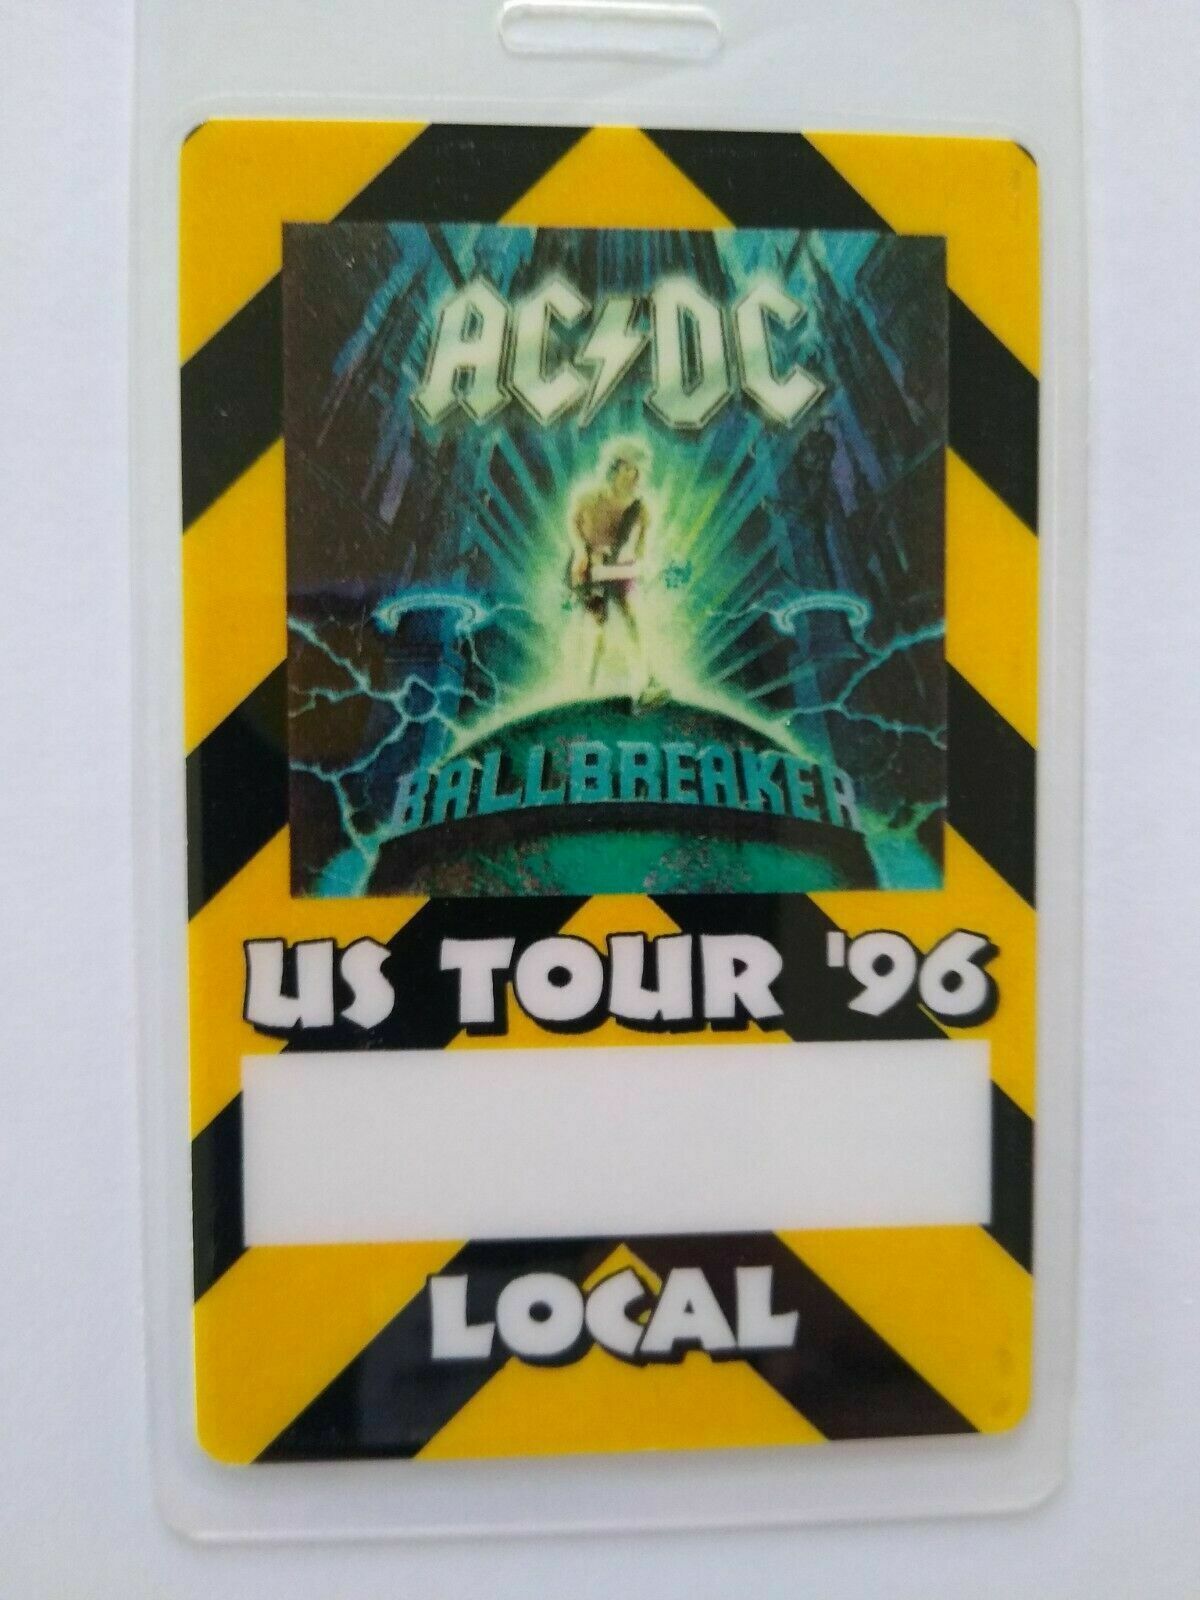 AC⚡DC
BALLBREAKER
US TOUR '96
LOCAL